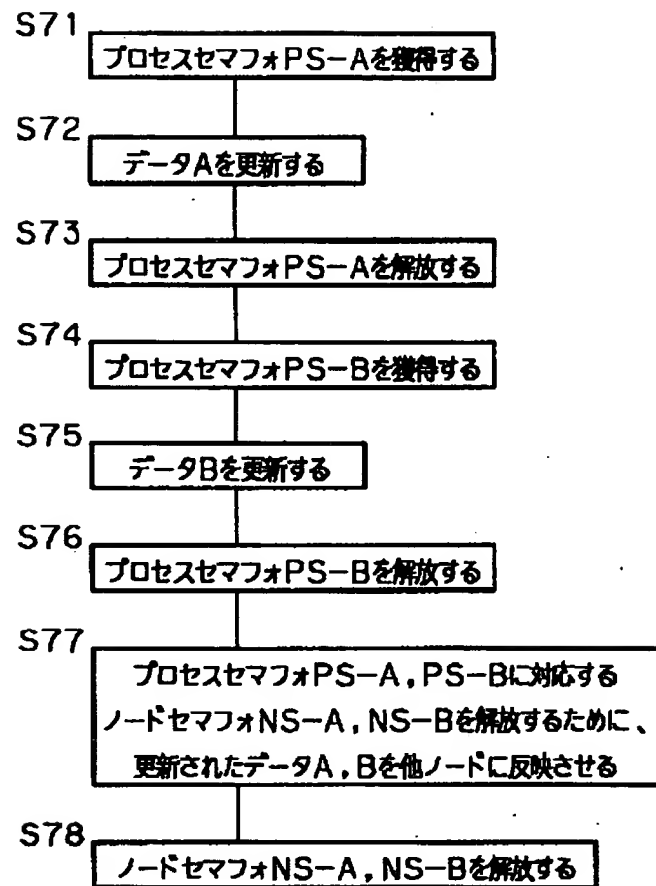 S71
プロセスセマフォPS-Aを獲得する
S72
データAを更新する
S73
プロセスセマフォPS-Aを解放する
S74
プロセスセマフォPS-Bを獲得する
S75
データBを更新する
S76
プロセスセマフォPS-Bを解放する
S77
プロセスセマフォPS-A,PS-Bに対応する
ノードセマフォNS-A,NS-Bを解放するために、
更新されたデータA,Bを他ノードに反映させる
S78
ノードセマフォNS-A,NS-Bを解放する